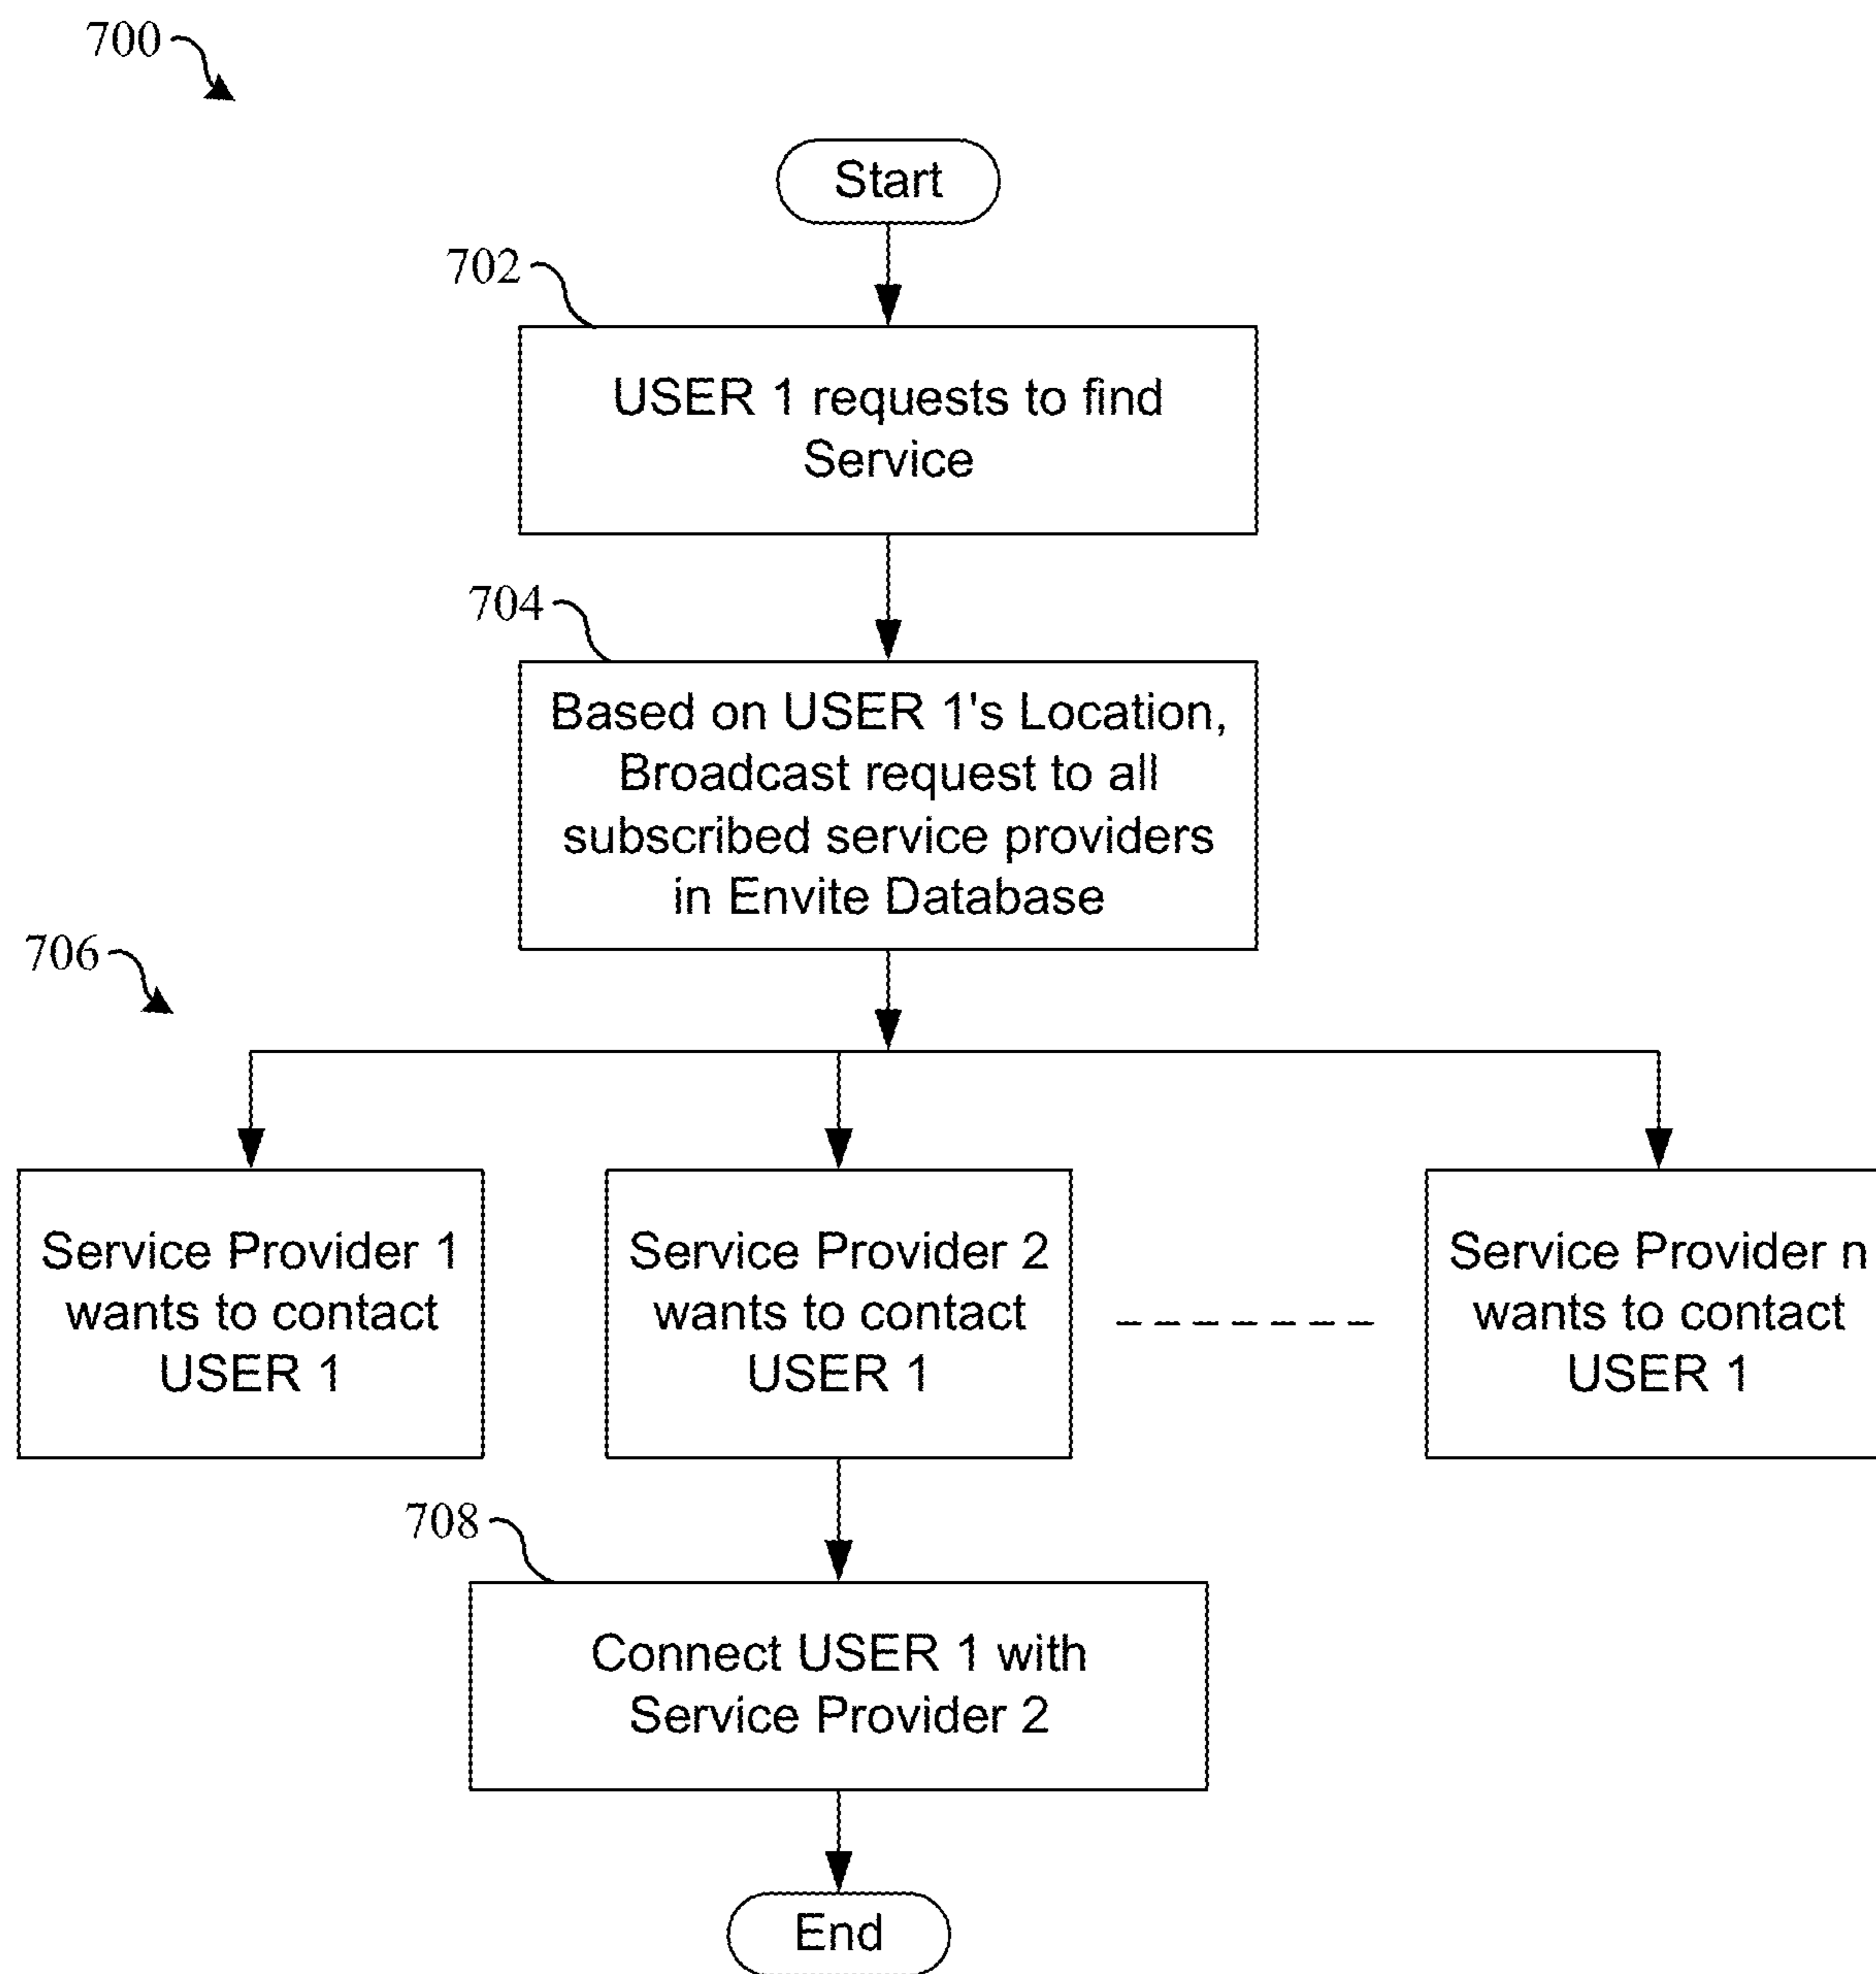 700
Start
702
USER 1 requests to find
Service
704
Based on USER 1's Location,
Broadcast request to all
subscribed service providers
in Envite Database
706
Service Provider 1
wants to contact
USER 1
Service Provider 2
wants to contact
USER 1
Service Provider n
wants to contact
USER 1
708
Connect USER 1 with
Service Provider 2
End